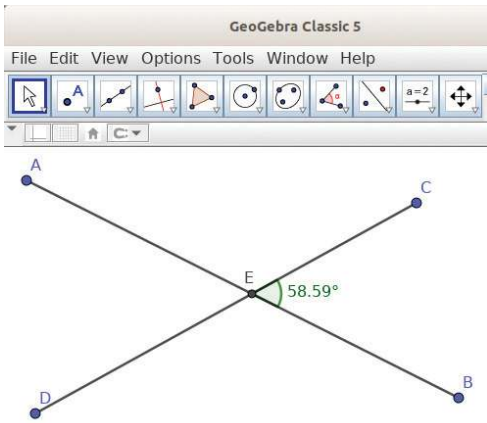 GeoGebra Classic 5
File Edit View Options Tools Window Help
A
α
a=2
A
C
E
58.59°
B
D